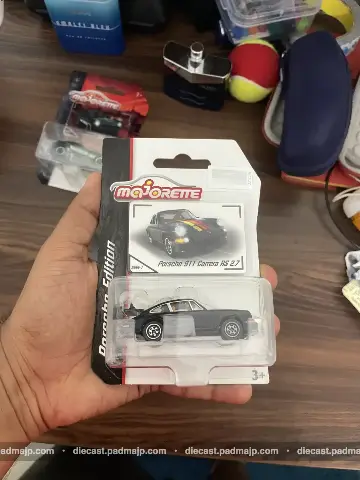 majorette
Porsche 911 Carrera RS 2.7
Porsche Edition
3+
diecast.padmajp.com • diecast.padmajp.com • diecast.padmajp.com